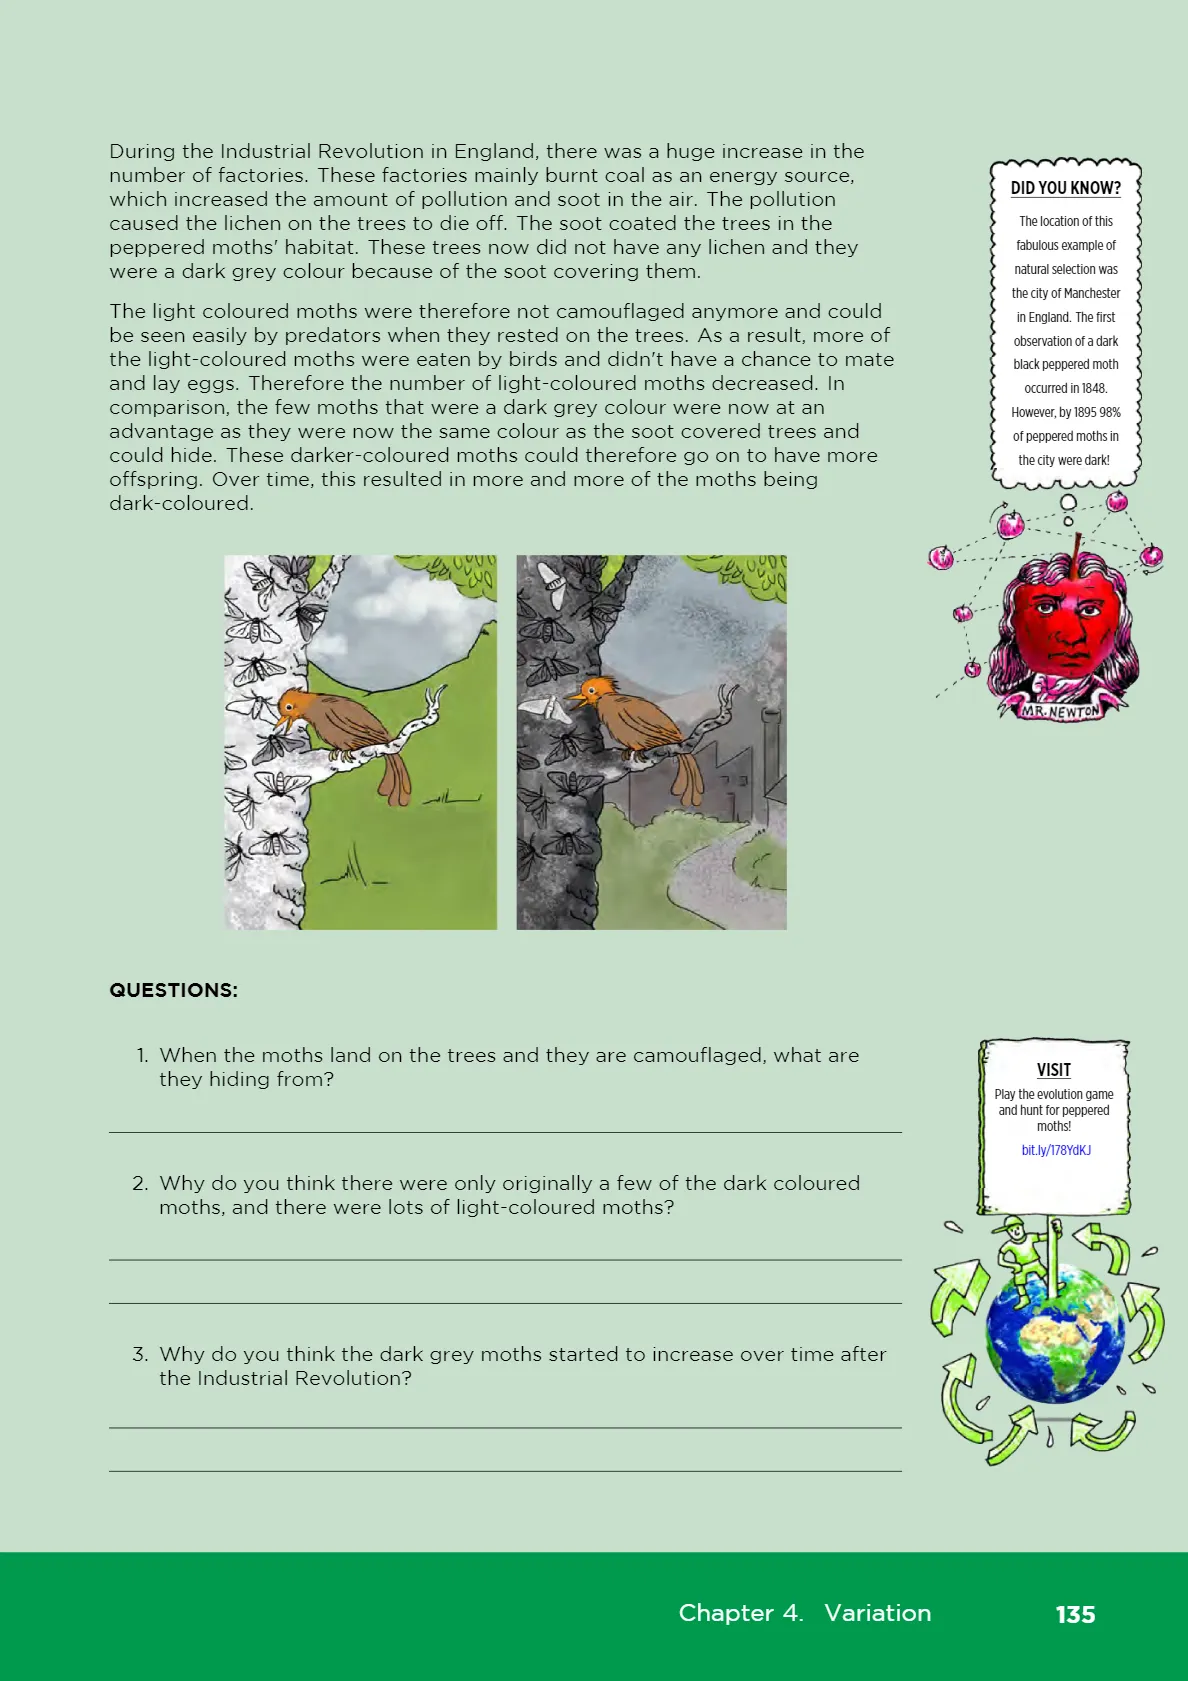 During the Industrial Revolution in England, there was a huge increase in the
number of factories. These factories mainly burnt coal as an energy source,
which increased the amount of pollution and soot in the air. The pollution
caused the lichen on the trees to die off. The soot coated the trees in the
peppered moths' habitat. These trees now did not have any lichen and they
were a dark grey colour because of the soot covering them.
The light coloured moths were therefore not camouflaged anymore and could
be seen easily by predators when they rested on the trees. As a result, more of
the light-coloured moths were eaten by birds and didn't have a chance to mate
and lay eggs. Therefore the number of light-coloured moths decreased. In
comparison, the few moths that were a dark grey colour were now at an
advantage as they were now the same colour as the soot covered trees and
could hide. These darker-coloured moths could therefore go on to have more
offspring. Over time, this resulted in more and more of the moths being
dark-coloured.
DID YOU KNOW?
The location of this
fabulous example of
natural selection was
the city of Manchester
in England. The first
observation of a dark
black peppered moth
occurred in 1848.
However, by 1895 98%
of peppered moths in
the city were dark!
MR. NEWTON
QUESTIONS:
1. When the moths land on the trees and they are camouflaged, what are
they hiding from?
2. Why do you think there were only originally a few of the dark coloured
moths, and there were lots of light-coloured moths?
3. Why do you think the dark grey moths started to increase over time after
the Industrial Revolution?
VISIT
Play the evolution game
and hunt for peppered
moths!
bit.ly/178YdKJ
Chapter 4. Variation 135